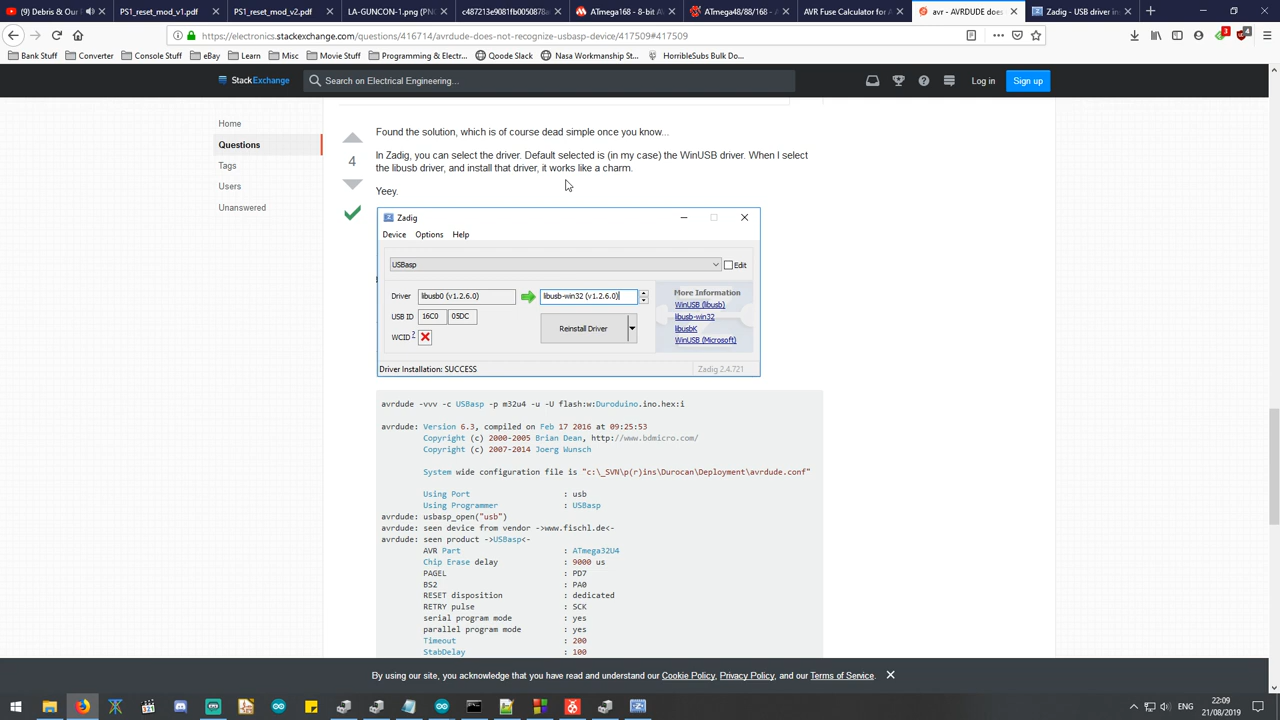 (9) Debris & Our
PS1_reset_mod_v1.pdf
PS1_reset_mod_v2.pdf
LA-GUNCON-1.png (PN
c487213e9081fb0050878a
ATmega168 - 8-bit AV
ATmega48/88/168 - A
AVR Fuse Calculator for A
avr - AVRDUDE does
Zadig - USB driver in
https://electronics.stackexchange.com/questions/416714/avrdude-does-not-recognize-usbasp-device/417509#417509
3
4
Bank Stuff
Converter
Console Stuff
eBay
Learn
Misc
Movie Stuff
Programming & Electr...
Qoode Slack
Nasa Workmanship St...
HorribleSubs Bulk Do...
StackExchange
Search on Electrical Engineering...
Log in
Sign up
Home
Questions
Tags
Users
Unanswered
4
Found the solution, which is of course dead simple once you know...
In Zadig, you can select the driver. Default selected is (in my case) the WinUSB driver. When I select
the libusb driver, and install that driver, it works like a charm.
Yeey.
Zadig
Device Options Help
USBasp
Edit
Driver libusb0 (v1.2.6.0) libusb-win32 (v1.2.6.0)
USB ID 16C0 05DC
WCID ?
Reinstall Driver
More Information
WinUSB (libusb)
libusb-win32
libusbK
WinUSB (Microsoft)
Driver Installation: SUCCESS
Zadig 2.4.721
avrdude -vvv -c USBasp -p m32u4 -u -U flash:w:Duroduino.ino.hex:i
avrdude: Version 6.3, compiled on Feb 17 2016 at 09:25:53
Copyright (c) 2000-2005 Brian Dean, http://www.bdmicro.com/
Copyright (c) 2007-2014 Joerg Wunsch
System wide configuration file is "c:\_SVN\p(r)ins\Durocan\Deployment\avrdude.conf"
Using Port : usb
Using Programmer : USBasp
avrdude: usbasp_open("usb")
avrdude: seen device from vendor ->www.fischl.de<-
avrdude: seen product ->USBasp<-
AVR Part : ATmega32U4
Chip Erase delay : 9000 us
PAGEL : PD7
BS2 : PA0
RESET disposition : dedicated
RETRY pulse : SCK
serial program mode : yes
parallel program mode : yes
Timeout : 200
StabDelay : 100
By using our site, you acknowledge that you have read and understand our Cookie Policy, Privacy Policy, and our Terms of Service.
ENG
22:09
21/08/2019